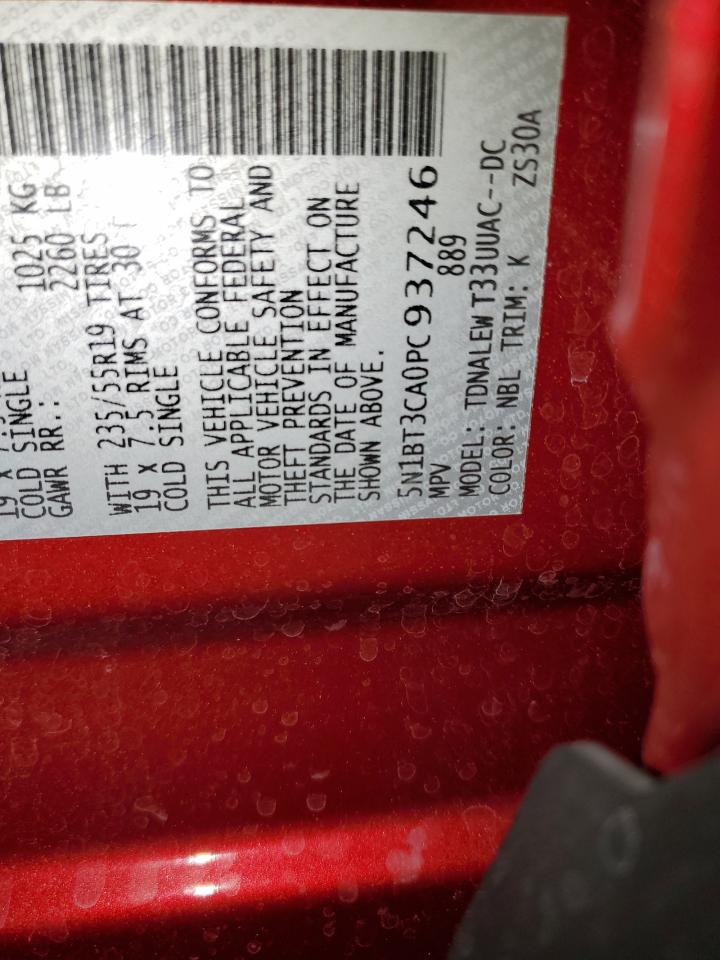 19 X 7.5
COLD SINGLE
GAWR RR.: 1025 KG
2260 LB
WITH 235/55R19 TIRES
19 X 7.5 RIMS AT 30
COLD SINGLE
THIS VEHICLE CONFORMS TO
ALL APPLICABLE FEDERAL
MOTOR VEHICLE SAFETY AND
THEFT PREVENTION
STANDARDS IN EFFECT ON
THE DATE OF MANUFACTURE
SHOWN ABOVE.
5N1BT3CA0PC937246
MPV 889
MODEL: TDNALEW T33UUAC--DC
COLOR: NBL TRIM: K ZS30A